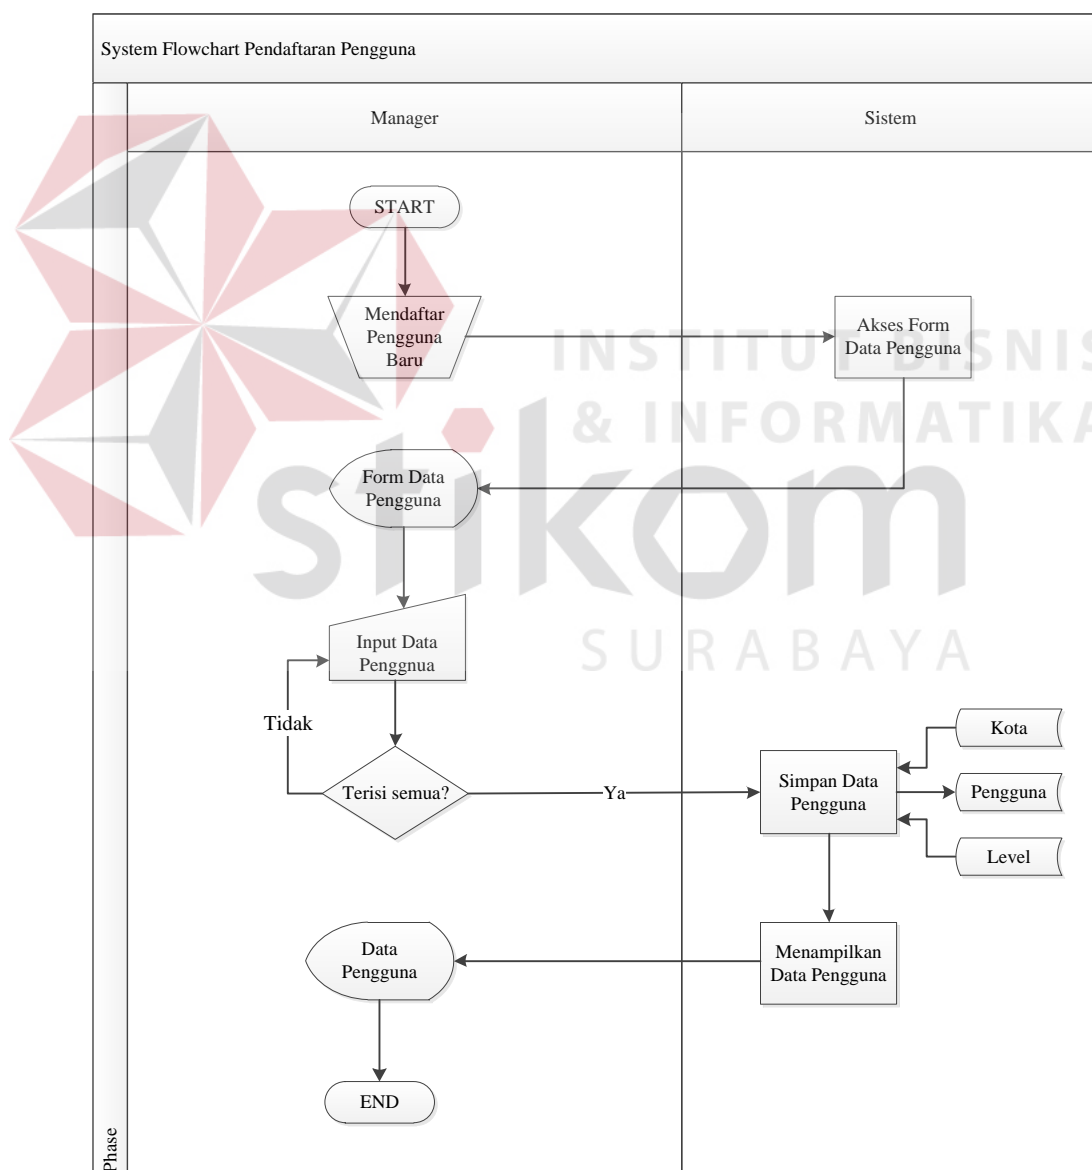 System Flowchart Pendaftaran Pengguna
Manager
Sistem
START
Mendaftar
Pengguna
Baru
Akses Form
Data Pengguna
INSTITUT BISNIS
& INFORMATIKA
stikom
SURABAYA
Form Data
Pengguna
Input Data
Penggnua
Tidak
Terisi semua?
Ya
Simpan Data
Pengguna
Kota
Pengguna
Level
Menampilkan
Data Pengguna
Data
Pengguna
END
Phase